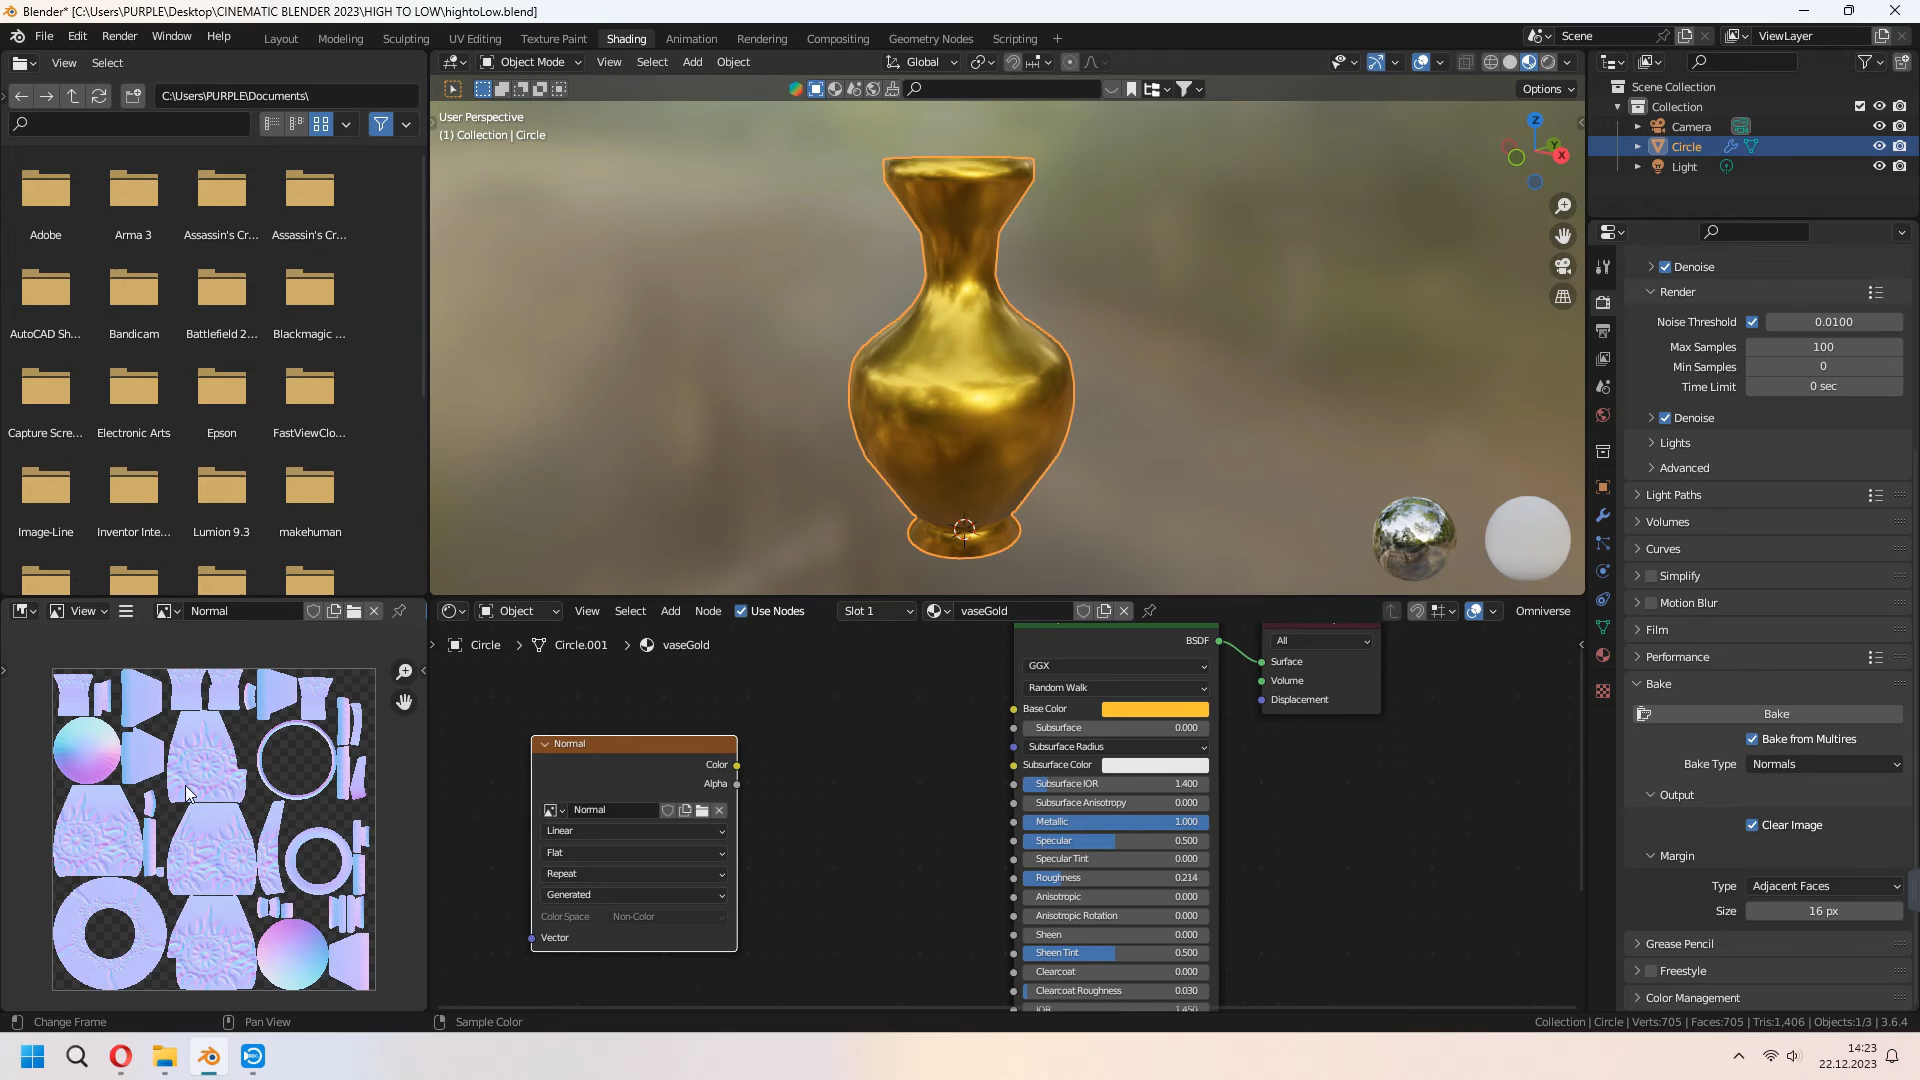 Blender* [C:\Users\PURPLE\Desktop\CINEMATIC BLENDER 2023\HIGH TO LOW\hightoLow.blend]
File Edit Render Window Help
Layout Modeling Sculpting UV Editing Texture Paint Shading Animation Rendering Compositing Geometry Nodes Scripting +
Scene
ViewLayer
View Select
C:\Users\PURPLE\Documents\
Adobe
Arma 3
Assassin's Cr...
Assassin's Cr...
AutoCAD Sh...
Bandicam
Battlefield 2...
Blackmagic ...
Capture Scre...
Electronic Arts
Epson
FastViewClo...
Image-Line
Inventor Inte...
Lumion 9.3
makehuman
Object Mode View Select Add Object
Global
Options
User Perspective
(1) Collection | Circle
Z
Y
X
Scene Collection
Collection
Camera
Circle
Light
Denoise
Render
Noise Threshold 0.0100
Max Samples 100
Min Samples 0
Time Limit 0 sec
Denoise
Lights
Advanced
Light Paths
Volumes
Curves
Simplify
Motion Blur
Film
Performance
Bake
Bake
Bake from Multires
Bake Type Normals
Output
Clear Image
Margin
Type Adjacent Faces
Size 16 px
Grease Pencil
Freestyle
Color Management
View
Normal
Object View Select Add Node Use Nodes Slot 1 vaseGold
Omniverse
Circle > Circle.001 > vaseGold
Normal
Color
Alpha
Normal
Linear
Flat
Repeat
Generated
Color Space Non-Color
Vector
BSDF
GGX
Random Walk
Base Color
Subsurface 0.000
Subsurface Radius
Subsurface Color
Subsurface IOR 1.400
Subsurface Anisotropy 0.000
Metallic 1.000
Specular 0.500
Specular Tint 0.000
Roughness 0.214
Anisotropic 0.000
Anisotropic Rotation 0.000
Sheen 0.000
Sheen Tint 0.500
Clearcoat 0.000
Clearcoat Roughness 0.030
IOR 1.450
All
Surface
Volume
Displacement
Change Frame
Pan View
Sample Color
Collection | Circle | Verts:705 | Faces:705 | Tris:1,406 | Objects:1/3 | 3.6.4
14:23
22.12.2023